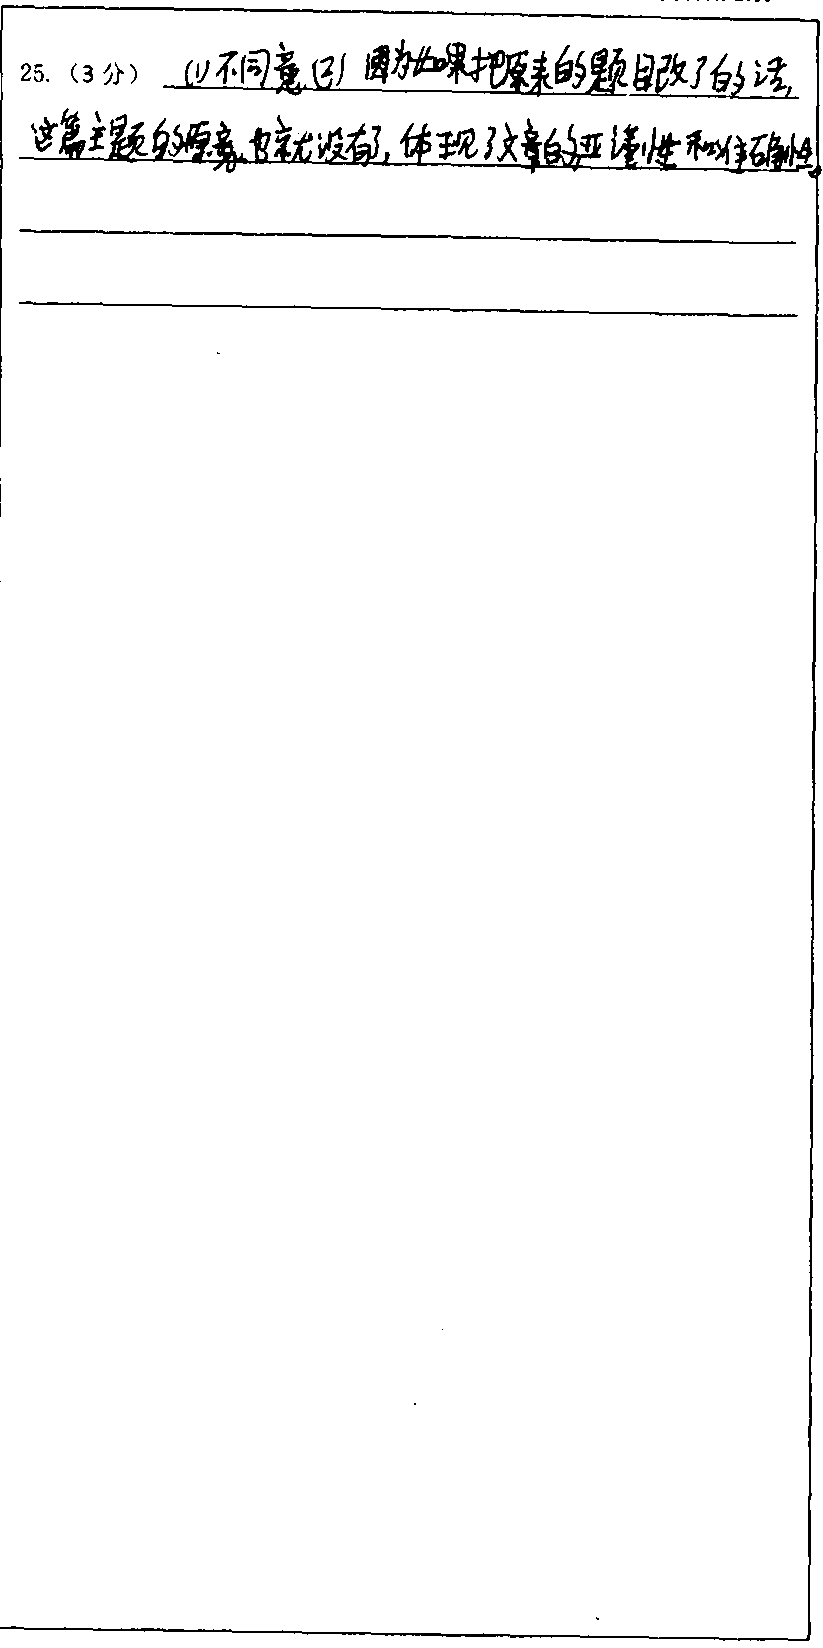 25.（3分） (1)不同意(2) 因为如果把原来的题目改了的话,
这篇主题的原意也就没有了, 体现了文章的严谨性和准确性。